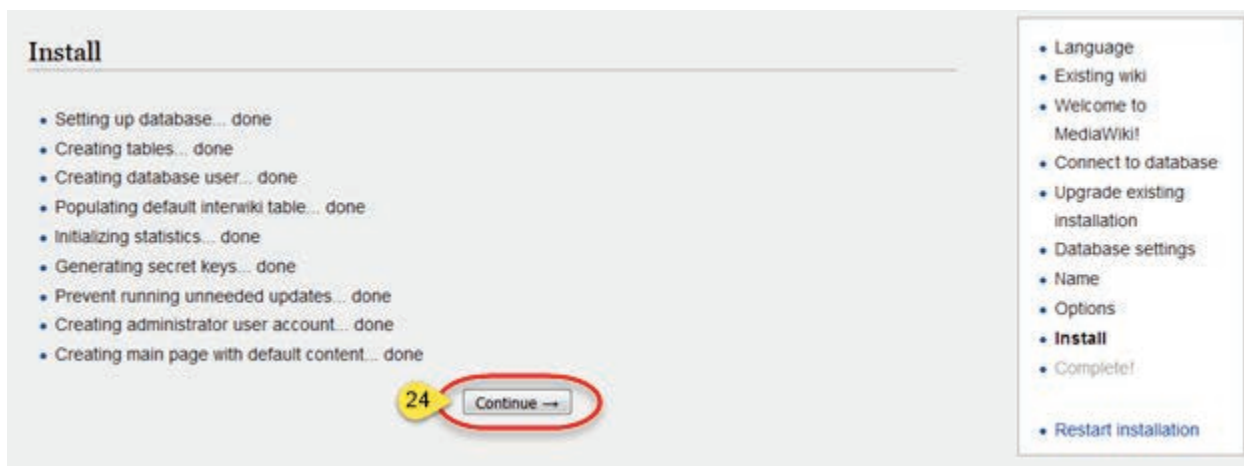 Install
Setting up database... done
Creating tables... done
Creating database user... done
Populating default interwiki table... done
Initializing statistics... done
Generating secret keys... done
Prevent running unneeded updates... done
Creating administrator user account... done
Creating main page with default content... done
24
Continue →
Language
Existing wiki
Welcome to
MediaWiki!
Connect to database
Upgrade existing
installation
Database settings
Name
Options
Install
Complete!
Restart installation